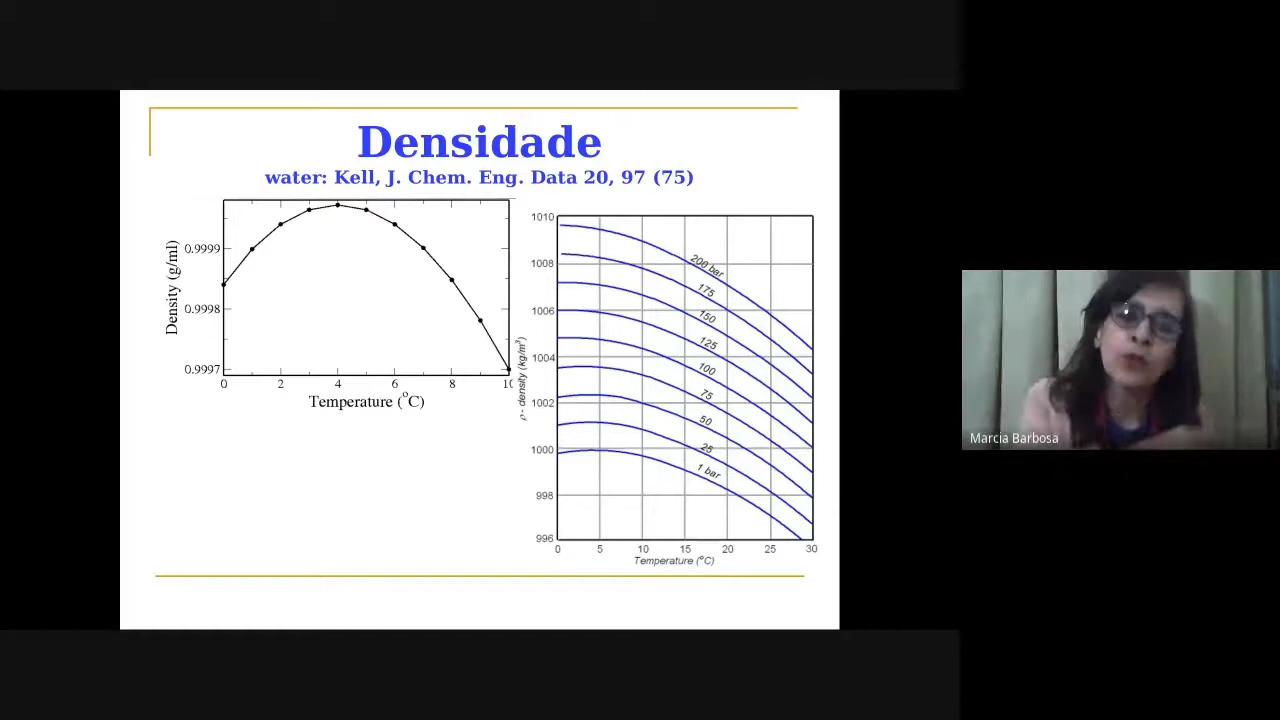 Densidade
water: Kell, J. Chem. Eng. Data 20, 97 (75)
Density (g/ml)
0.9999
0.9998
0.9997
0 2 4 6 8 10
Temperature (°C)
ρ - density (kg/m³)
1010
1008
1006
1004
1002
1000
998
996
200 bar
175
150
125
100
75
50
25
1 bar
0 5 10 15 20 25 30
Temperature (°C)
Marcia Barbosa